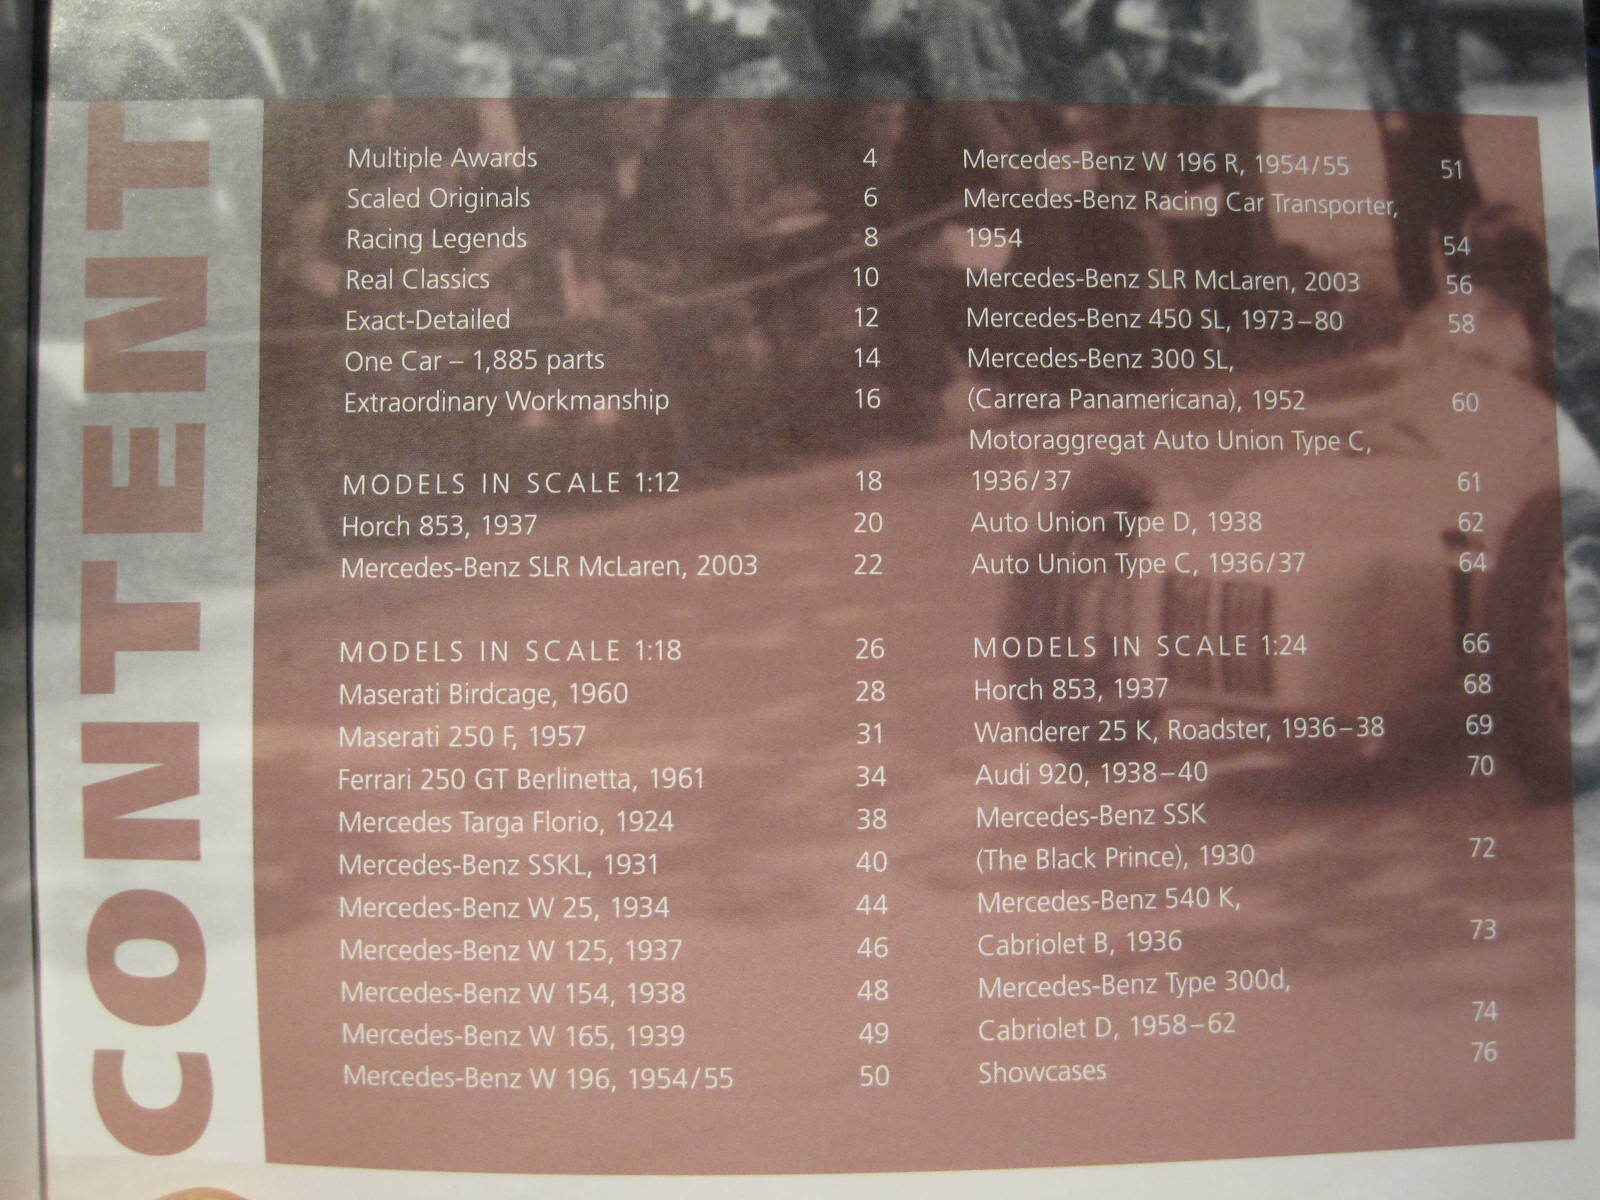 CONTENT
Multiple Awards 4
Scaled Originals 6
Racing Legends 8
Real Classics 10
Exact-Detailed 12
One Car – 1,885 parts 14
Extraordinary Workmanship 16
MODELS IN SCALE 1:12 18
Horch 853, 1937 20
Mercedes-Benz SLR McLaren, 2003 22
MODELS IN SCALE 1:18 26
Maserati Birdcage, 1960 28
Maserati 250 F, 1957 31
Ferrari 250 GT Berlinetta, 1961 34
Mercedes Targa Florio, 1924 38
Mercedes-Benz SSKL, 1931 40
Mercedes-Benz W 25, 1934 44
Mercedes-Benz W 125, 1937 46
Mercedes-Benz W 154, 1938 48
Mercedes-Benz W 165, 1939 49
Mercedes-Benz W 196, 1954/55 50
Mercedes-Benz W 196 R, 1954/55 51
Mercedes-Benz Racing Car Transporter,
1954 54
Mercedes-Benz SLR McLaren, 2003 56
Mercedes-Benz 450 SL, 1973–80 58
Mercedes-Benz 300 SL,
(Carrera Panamericana), 1952 60
Motoraggregat Auto Union Type C,
1936/37 61
Auto Union Type D, 1938 62
Auto Union Type C, 1936/37 64
MODELS IN SCALE 1:24 66
Horch 853, 1937 68
Wanderer 25 K, Roadster, 1936–38 69
Audi 920, 1938–40 70
Mercedes-Benz SSK
(The Black Prince), 1930 72
Mercedes-Benz 540 K,
Cabriolet B, 1936 73
Mercedes-Benz Type 300d,
Cabriolet D, 1958–62 74
Showcases 76